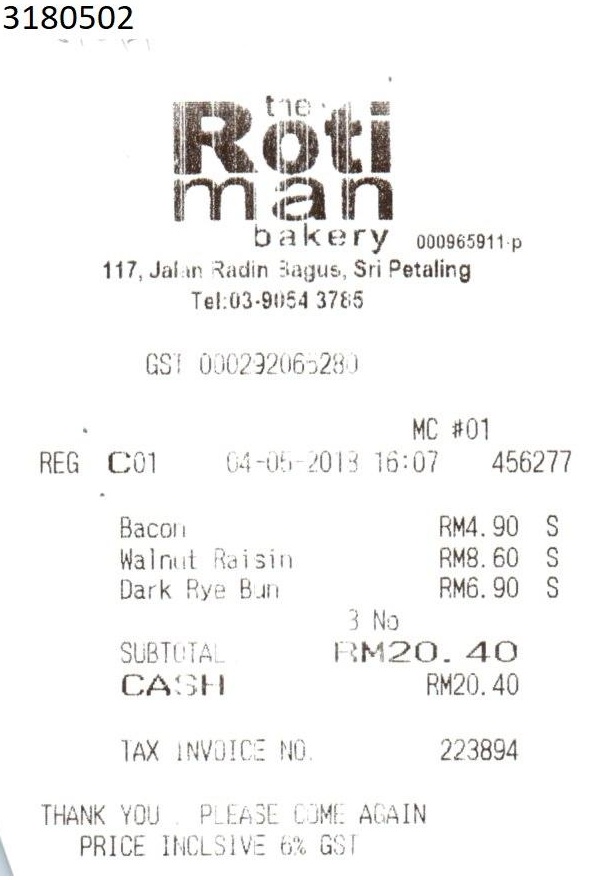 3180502
the
Roti
man
bakery 000965911-p
117, Jalan Radin Bagus, Sri Petaling
Tel:03-9054 3785
GST 000292065280
MC #01
REG C01 04-05-2018 16:07 456277
Bacon RM4.90 S
Walnut Raisin RM8.60 S
Dark Rye Bun RM6.90 S
3 No
SUBTOTAL RM20.40
CASH RM20.40
TAX INVOICE NO. 223894
THANK YOU . PLEASE COME AGAIN
PRICE INCLSIVE 6% GST